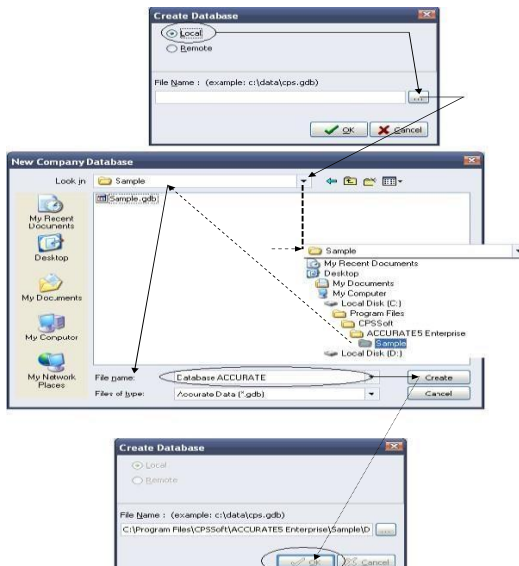 Create Database
Local
Remote
File Name : (example: c:\data\cps.gdb)
...
OK
Cancel
New Company Database
Look in
Sample
Sample.gdb
My Recent Documents
Desktop
My Documents
My Computer
My Network Places
Sample
My Recent Documents
Desktop
My Documents
My Computer
Local Disk (C:)
Program Files
CPSSoft
ACCURATE5 Enterprise
Sample
Local Disk (D:)
File name:
Database ACCURATE
Create
Files of type:
Accurate Data (*.gdb)
Cancel
Create Database
Local
Remote
File Name : (example: c:\data\cps.gdb)
C:\Program Files\CPSSoft\ACCURATE5 Enterprise\Sample\D
...
OK
Cancel